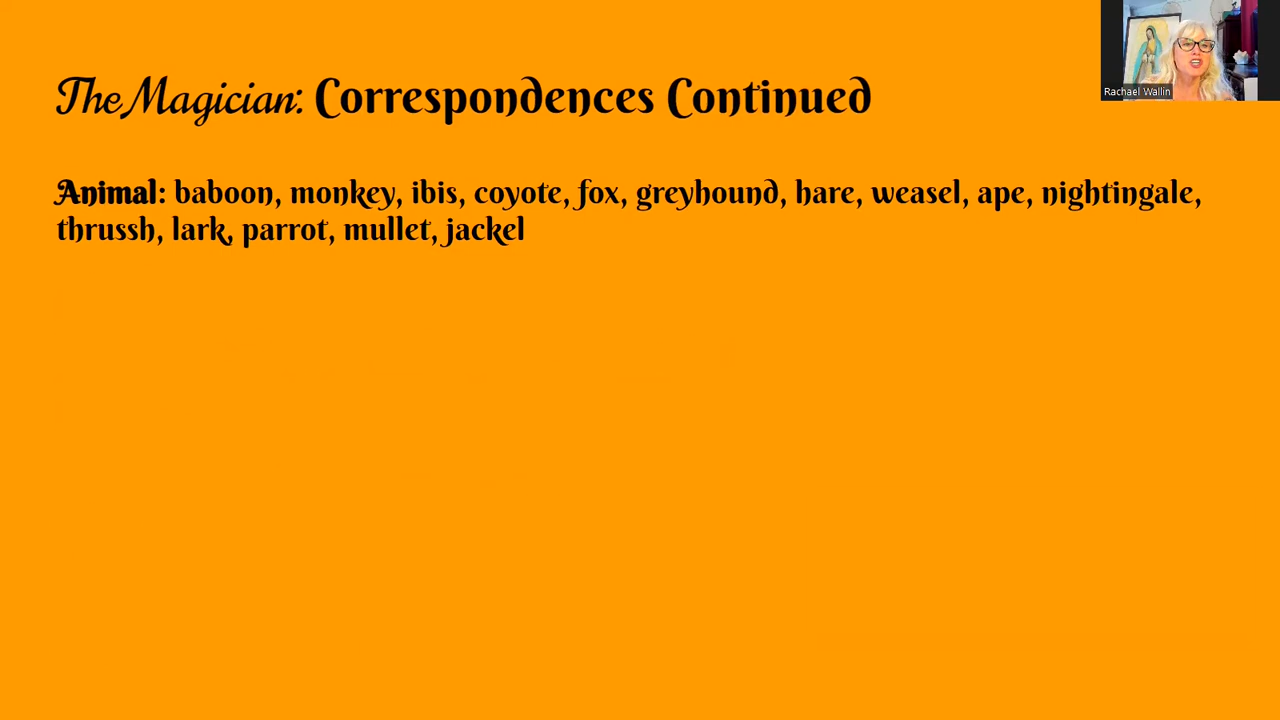 The Magician: Correspondences Continued
Rachael Wallin
Animal: baboon, monkey, ibis, coyote, fox, greyhound, hare, weasel, ape, nightingale,
thrussh, lark, parrot, mullet, jackel